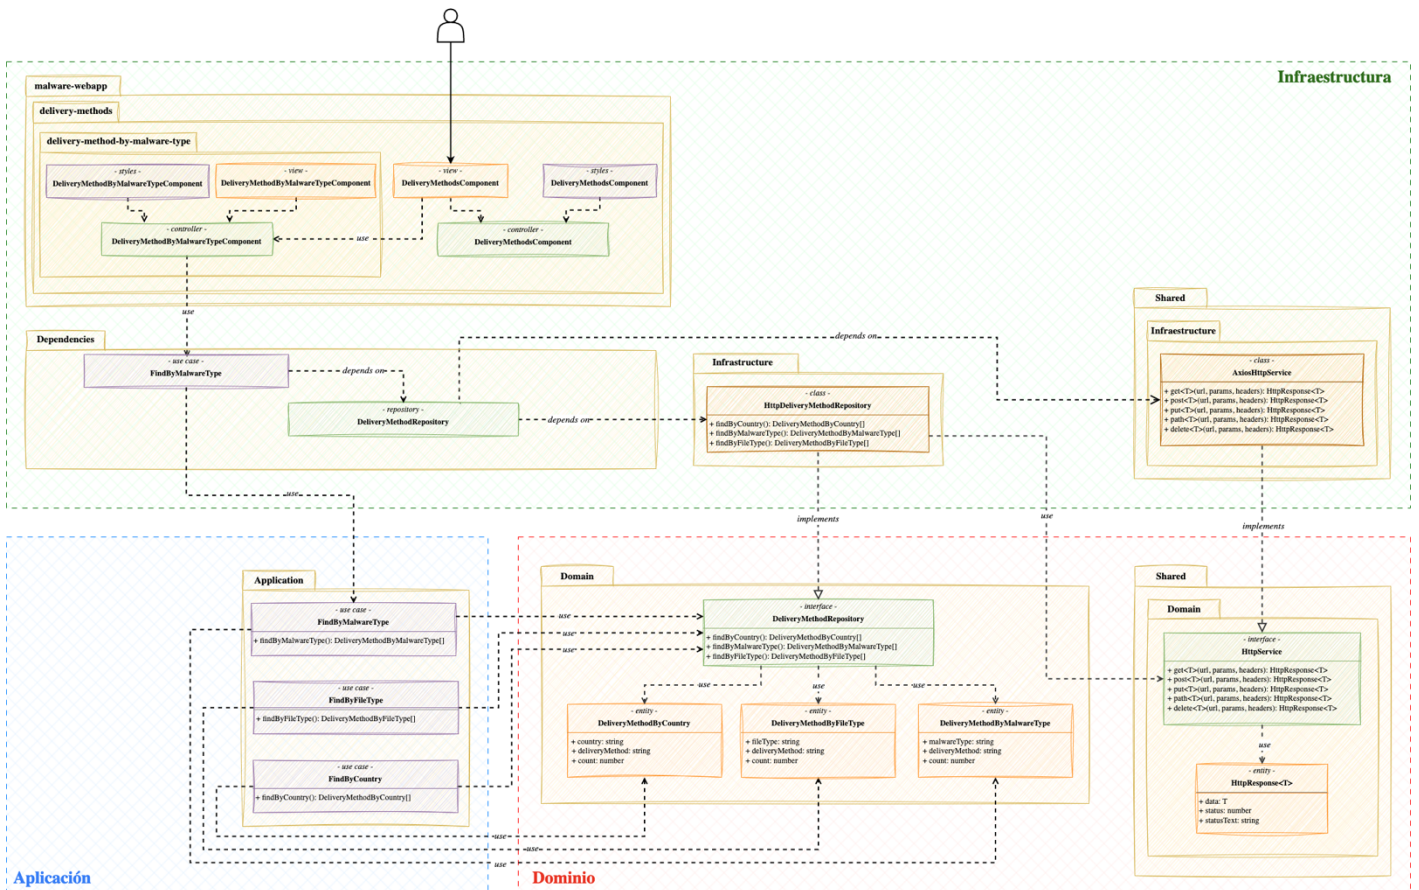 Infraestructura
malware-webapp
delivery-methods
delivery-method-by-malware-type
- styles -
DeliveryMethodByMalwareTypeComponent
- view -
DeliveryMethodByMalwareTypeComponent
- view -
DeliveryMethodsComponent
- styles -
DeliveryMethodsComponent
- controller -
DeliveryMethodByMalwareTypeComponent
use
- controller -
DeliveryMethodsComponent
use
Dependencies
- use case -
FindByMalwareType
depends on
- repository -
DeliveryMethodRepository
depends on
depends on
Infrastructure
- class -
HttpDeliveryMethodRepository
+ findByCountry(): DeliveryMethodByCountry[]
+ findByMalwareType(): DeliveryMethodByMalwareType[]
+ findByFileType(): DeliveryMethodByFileType[]
Shared
Infraestructure
- class -
AxiosHttpService
+ get<T>(url, params, headers): HttpResponse<T>
+ post<T>(url, params, headers): HttpResponse<T>
+ put<T>(url, params, headers): HttpResponse<T>
+ path<T>(url, params, headers): HttpResponse<T>
+ delete<T>(url, params, headers): HttpResponse<T>
use
implements
use
implements
Application
- use case -
FindByMalwareType
+ findByMalwareType(): DeliveryMethodByMalwareType[]
- use case -
FindByFileType
+ findByFileType(): DeliveryMethodByFileType[]
- use case -
FindByCountry
+ findByCountry(): DeliveryMethodByCountry[]
use
use
use
Domain
- interface -
DeliveryMethodRepository
+ findByCountry(): DeliveryMethodByCountry[]
+ findByMalwareType(): DeliveryMethodByMalwareType[]
+ findByFileType(): DeliveryMethodByFileType[]
use
use
use
- entity -
DeliveryMethodByCountry
+ country: string
+ deliveryMethod: string
+ count: number
- entity -
DeliveryMethodByFileType
+ fileType: string
+ deliveryMethod: string
+ count: number
- entity -
DeliveryMethodByMalwareType
+ malwareType: string
+ deliveryMethod: string
+ count: number
Shared
Domain
- interface -
HttpService
+ get<T>(url, params, headers): HttpResponse<T>
+ post<T>(url, params, headers): HttpResponse<T>
+ put<T>(url, params, headers): HttpResponse<T>
+ path<T>(url, params, headers): HttpResponse<T>
+ delete<T>(url, params, headers): HttpResponse<T>
use
- entity -
HttpResponse<T>
+ data: T
+ status: number
+ statusText: string
use
use
use
Aplicación
Dominio